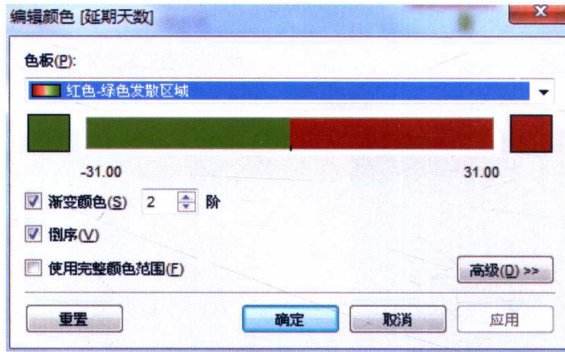 编辑颜色 [延期天数]
X
色板(P):
红色-绿色发散区域
-31.00 31.00
渐变颜色(S) 2 阶
倒序(V)
使用完整颜色范围(F)
高级(D) >>
重置 确定 取消 应用